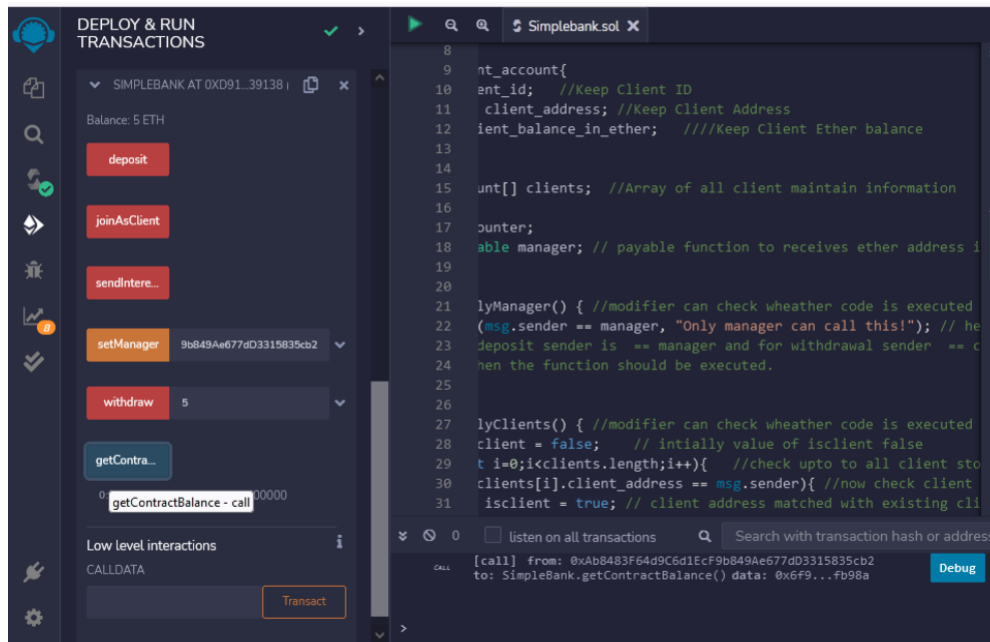 DEPLOY & RUN
TRANSACTIONS
SIMPLEBANK AT 0XD91...39138
Balance: 5 ETH
deposit
joinAsClient
sendIntere...
setManager 9b849Ae677dD3315835cb2
withdraw 5
getContra...
getContractBalance - call
00000
Low level interactions i
CALLDATA
Transact
8
Simplebank.sol
8
9 nt_account{
10 ent_id; //Keep Client ID
11 client_address; //Keep Client Address
12 ient_balance_in_ether; ////Keep Client Ether balance
13
14
15 unt[] clients; //Array of all client maintain information
16
17 ounter;
18 able manager; // payable function to receives ether address i
19
20
21 lyManager() { //modifier can check wheather code is executed
22 (msg.sender == manager, "Only manager can call this!"); // he
23 deposit sender is == manager and for withdrawal sender == c
24 hen the function should be executed.
25
26
27 lyClients() { //modifier can check wheather code is executed
28 client = false; // intially value of isclient false
29 t i=0;i<clients.length;i++){ //check upto to all client sto
30 clients[i].client_address == msg.sender){ //now check client
31 isclient = true; // client address matched with existing cli
0 listen on all transactions Search with transaction hash or address
CALL [call] from: 0xAb8483F64d9C6d1EcF9b849Ae677dD3315835cb2
to: SimpleBank.getContractBalance() data: 0x6f9...fb98a
Debug
>